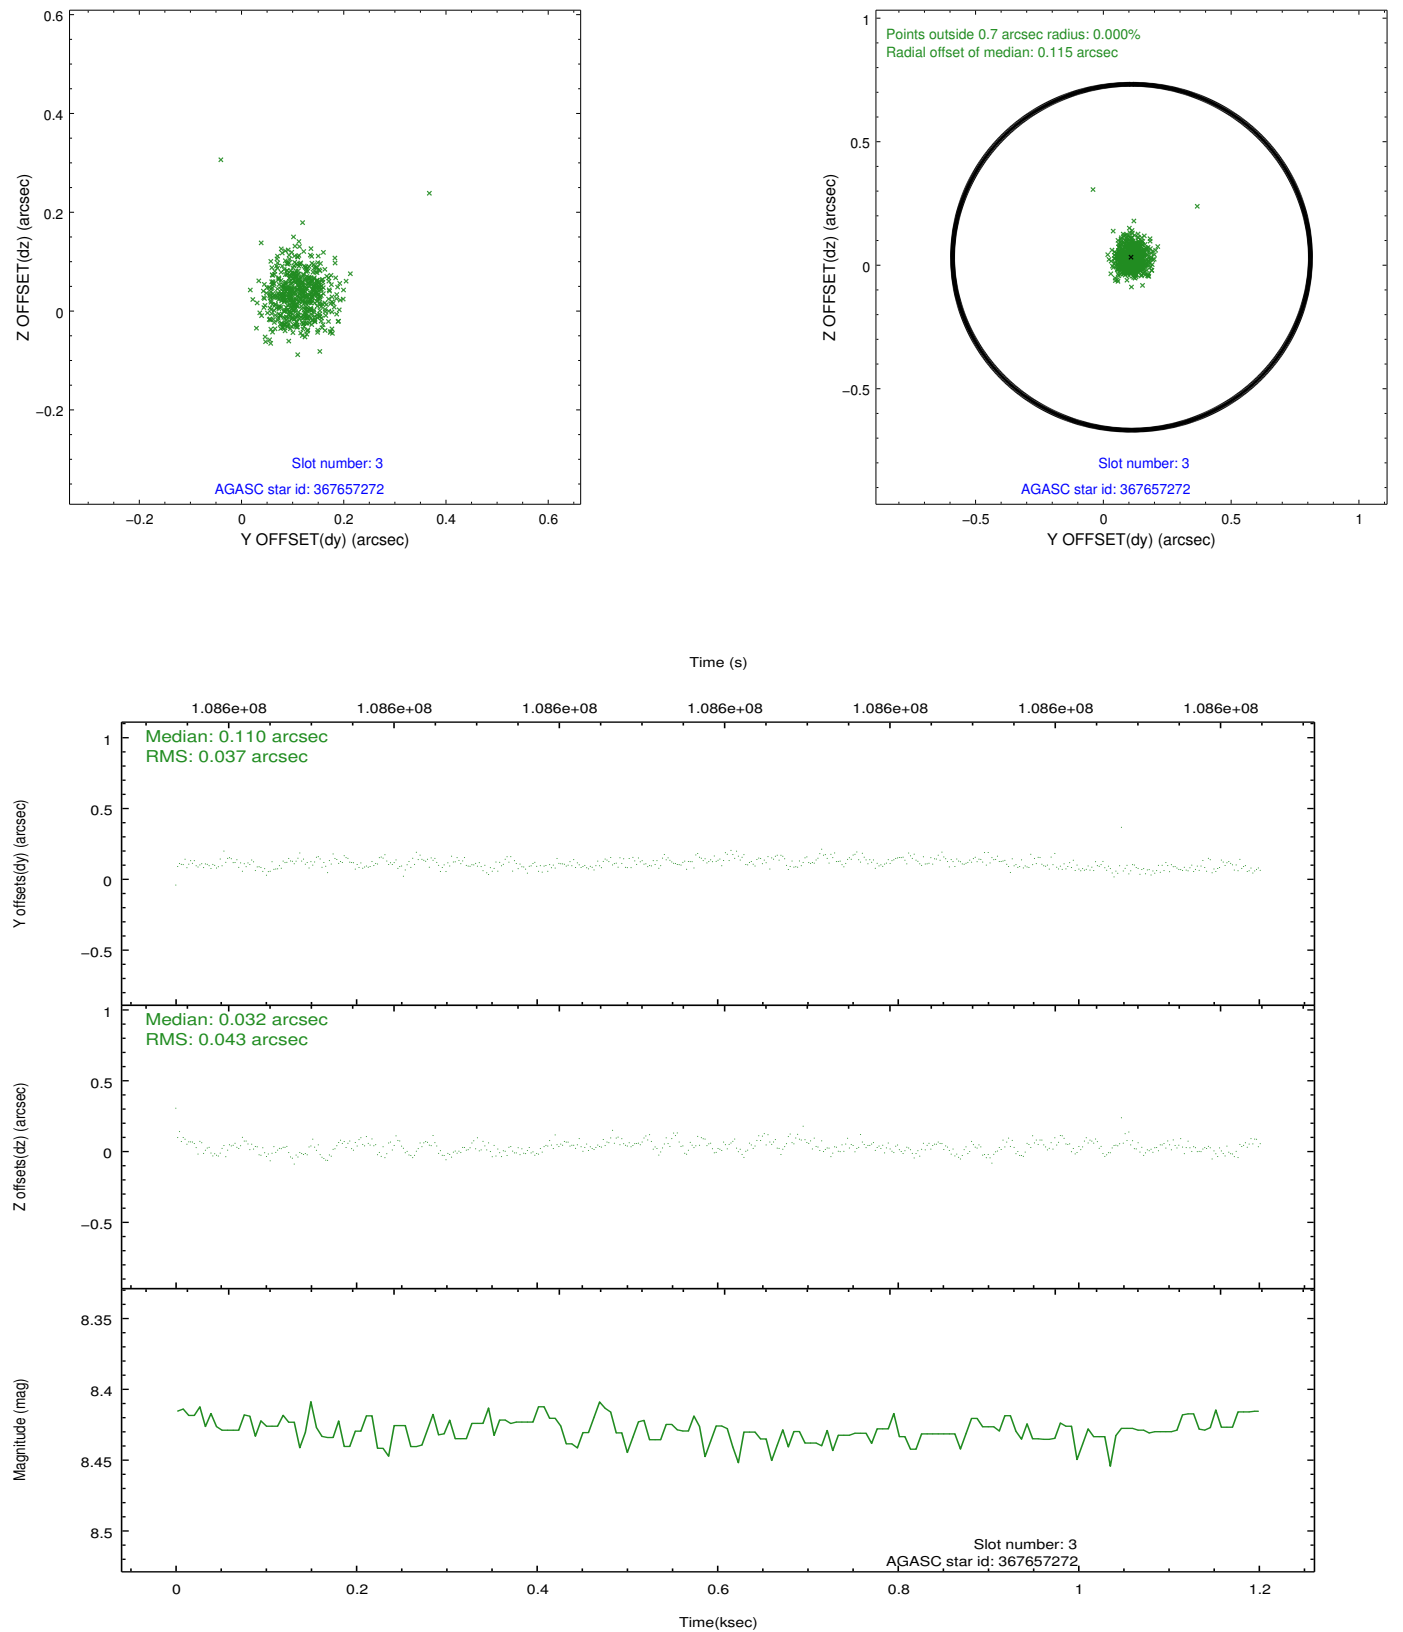 0.6
0.4
0.2
0
−0.2
Z OFFSET(dz) (arcsec)
Slot number: 3
AGASC star id: 367657272
−0.2 0 0.2 0.4 0.6
Y OFFSET(dy) (arcsec)
Points outside 0.7 arcsec radius: 0.000%
Radial offset of median: 0.115 arcsec
1
0.5
0
−0.5
Z OFFSET(dz) (arcsec)
Slot number: 3
AGASC star id: 367657272
−0.5 0 0.5 1
Y OFFSET(dy) (arcsec)
Time (s)
1.086e+08 1.086e+08 1.086e+08 1.086e+08 1.086e+08 1.086e+08 1.086e+08
Median: 0.110 arcsec
RMS: 0.037 arcsec
1
0.5
0
−0.5
Y offsets(dy) (arcsec)
Median: 0.032 arcsec
RMS: 0.043 arcsec
1
0.5
0
−0.5
Z offsets(dz) (arcsec)
8.35
8.4
8.45
8.5
Magnitude (mag)
Slot number: 3
AGASC star id: 367657272
0 0.2 0.4 0.6 0.8 1 1.2
Time(ksec)